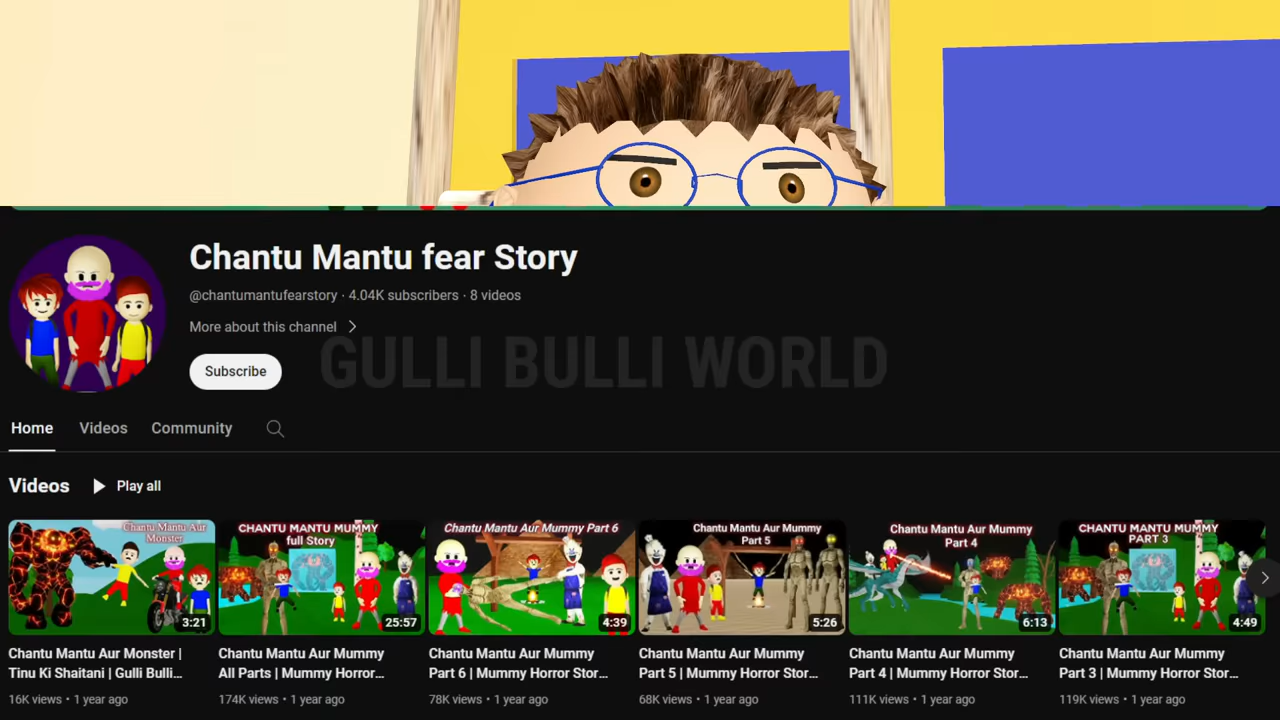 Chantu Mantu fear Story
@chantumantufearstory · 4.04K subscribers · 8 videos
More about this channel
Subscribe
GULLI BULLI WORLD
Home Videos Community
Videos Play all
Chantu Mantu Aur
Monster
3:21
CHANTU MANTU MUMMY
full Story
25:57
Chantu Mantu Aur Mummy Part 6
4:39
Chantu Mantu Aur Mummy
Part 5
5:26
Chantu Mantu Aur Mummy
Part 4
6:13
CHANTU MANTU MUMMY
PART 3
4:49
Chantu Mantu Aur Monster |
Tinu Ki Shaitani | Gulli Bulli...
16K views • 1 year ago
Chantu Mantu Aur Mummy
All Parts | Mummy Horror...
174K views • 1 year ago
Chantu Mantu Aur Mummy
Part 6 | Mummy Horror Stor...
78K views • 1 year ago
Chantu Mantu Aur Mummy
Part 5 | Mummy Horror Stor...
68K views • 1 year ago
Chantu Mantu Aur Mummy
Part 4 | Mummy Horror Stor...
111K views • 1 year ago
Chantu Mantu Aur Mummy
Part 3 | Mummy Horror Stor...
119K views • 1 year ago